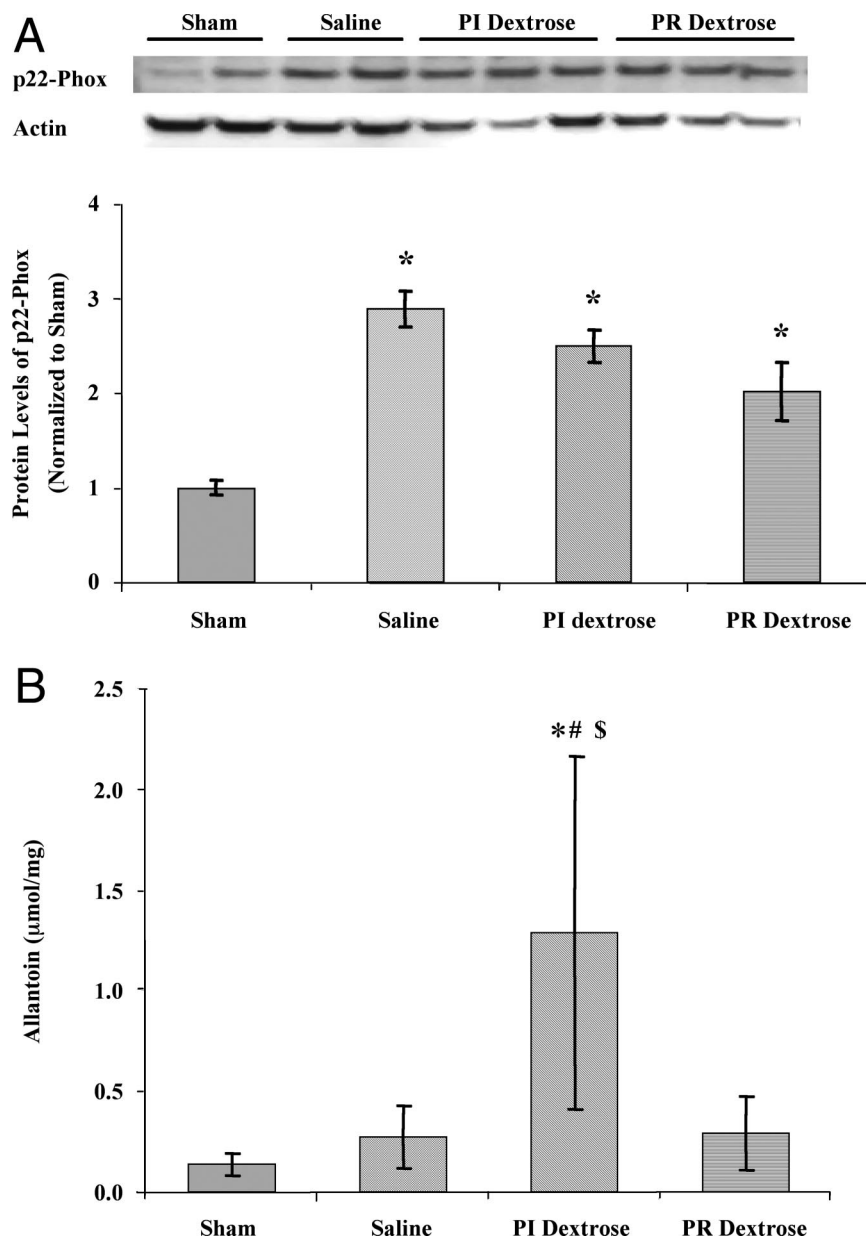 A
Sham Saline PI Dextrose PR Dextrose
p22-Phox
Actin
Protein Levels of p22-Phox
(Normalized to Sham)
4
3
2
1
0
*
*
*
Sham Saline PI dextrose PR Dextrose
B
Allantoin (μmol/mg)
2.5
2.0
1.5
1.0
0.5
0.0
*# $
Sham Saline PI Dextrose PR Dextrose